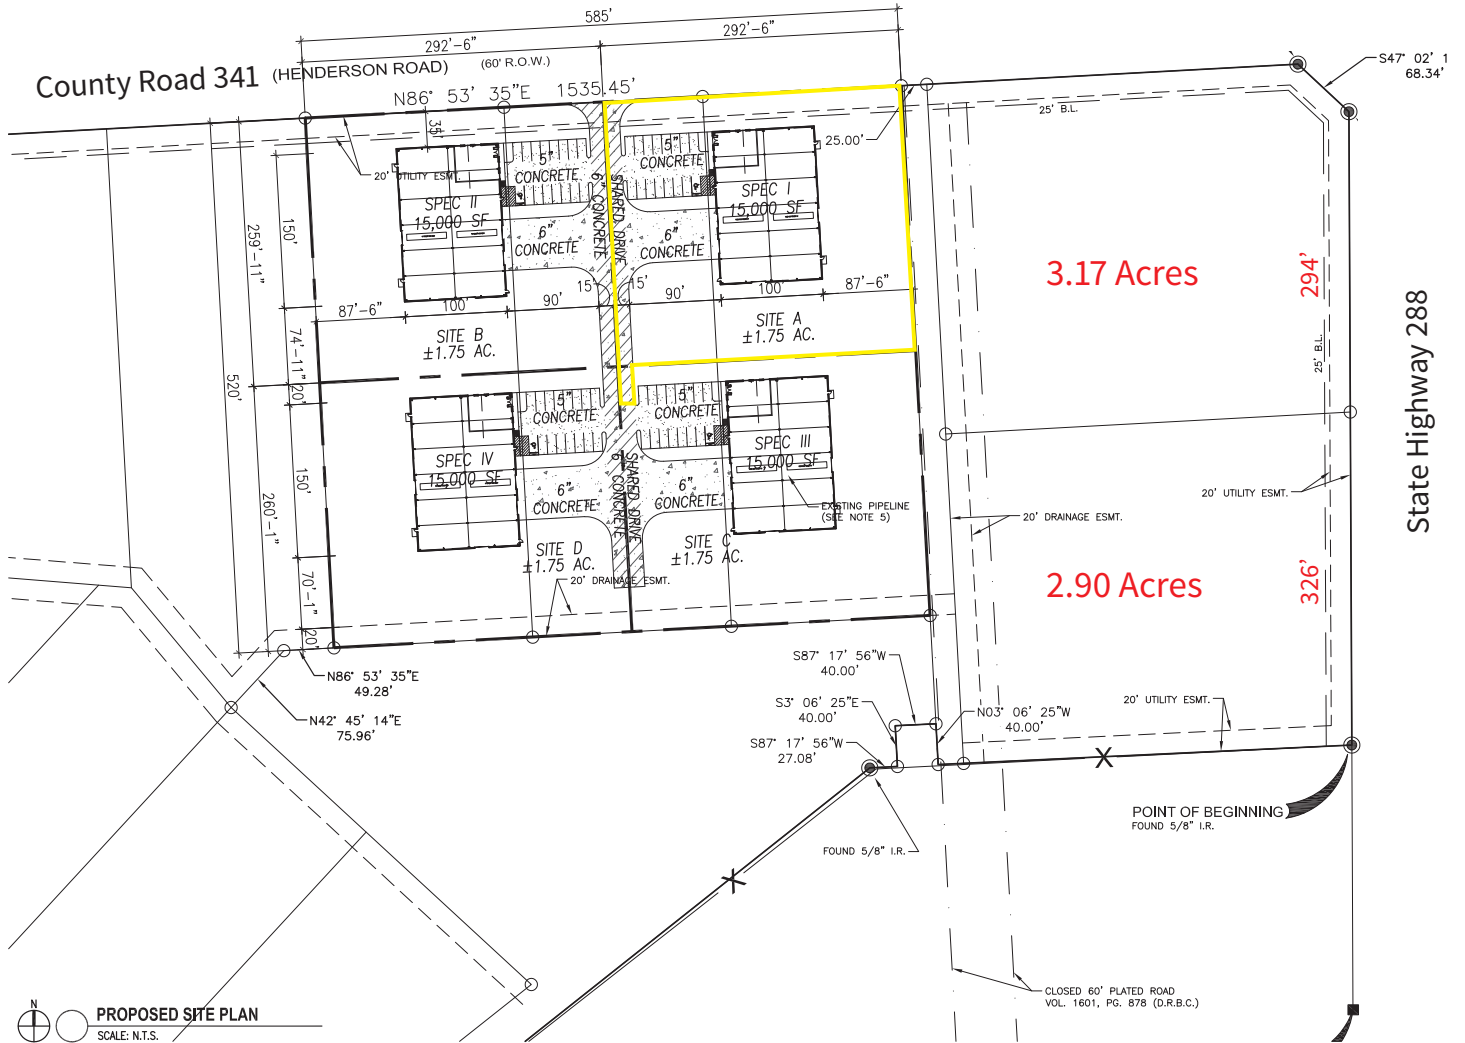 585'
292'-6"
292'-6"
County Road 341 (HENDERSON ROAD) (60' R.O.W.)
N86° 53' 35"E 1535.45'
S47° 02' 1
68.34'
25' B.L.
35'
25.00'
20' UTILITY ESMT.
5"
CONCRETE
5"
CONCRETE
SPEC II
15,000 SF
SPEC I
15,000 SF
6" CONCRETE
SHARED DRIVE
6"
CONCRETE
6"
CONCRETE
150'
259'-11"
15'
15'
87'-6"
100'
90'
90'
100'
87'-6"
SITE B
±1.75 AC.
SITE A
±1.75 AC.
74'-11"
20'
520'
3.17 Acres
294'
State Highway 288
25' B.L.
5"
CONCRETE
5"
CONCRETE
SPEC IV
15,000 SF
SPEC III
15,000 SF
6" CONCRETE
SHARED DRIVE
6"
CONCRETE
6"
CONCRETE
EXISTING PIPELINE
(SEE NOTE 5)
150'
260'-1"
20' UTILITY ESMT.
20' DRAINAGE ESMT.
SITE D
±1.75 AC.
SITE C
±1.75 AC.
20' DRAINAGE ESMT.
70'-1"
20'
2.90 Acres
326'
N86° 53' 35"E
49.28'
N42° 45' 14"E
75.96'
S87° 17' 56"W
40.00'
S3° 06' 25"E
40.00'
N03° 06' 25"W
40.00'
S87° 17' 56"W
27.08'
20' UTILITY ESMT.
POINT OF BEGINNING
FOUND 5/8" I.R.
FOUND 5/8" I.R.
CLOSED 60' PLATED ROAD
VOL. 1601, PG. 878 (D.R.B.C.)
N
PROPOSED SITE PLAN
SCALE: N.T.S.